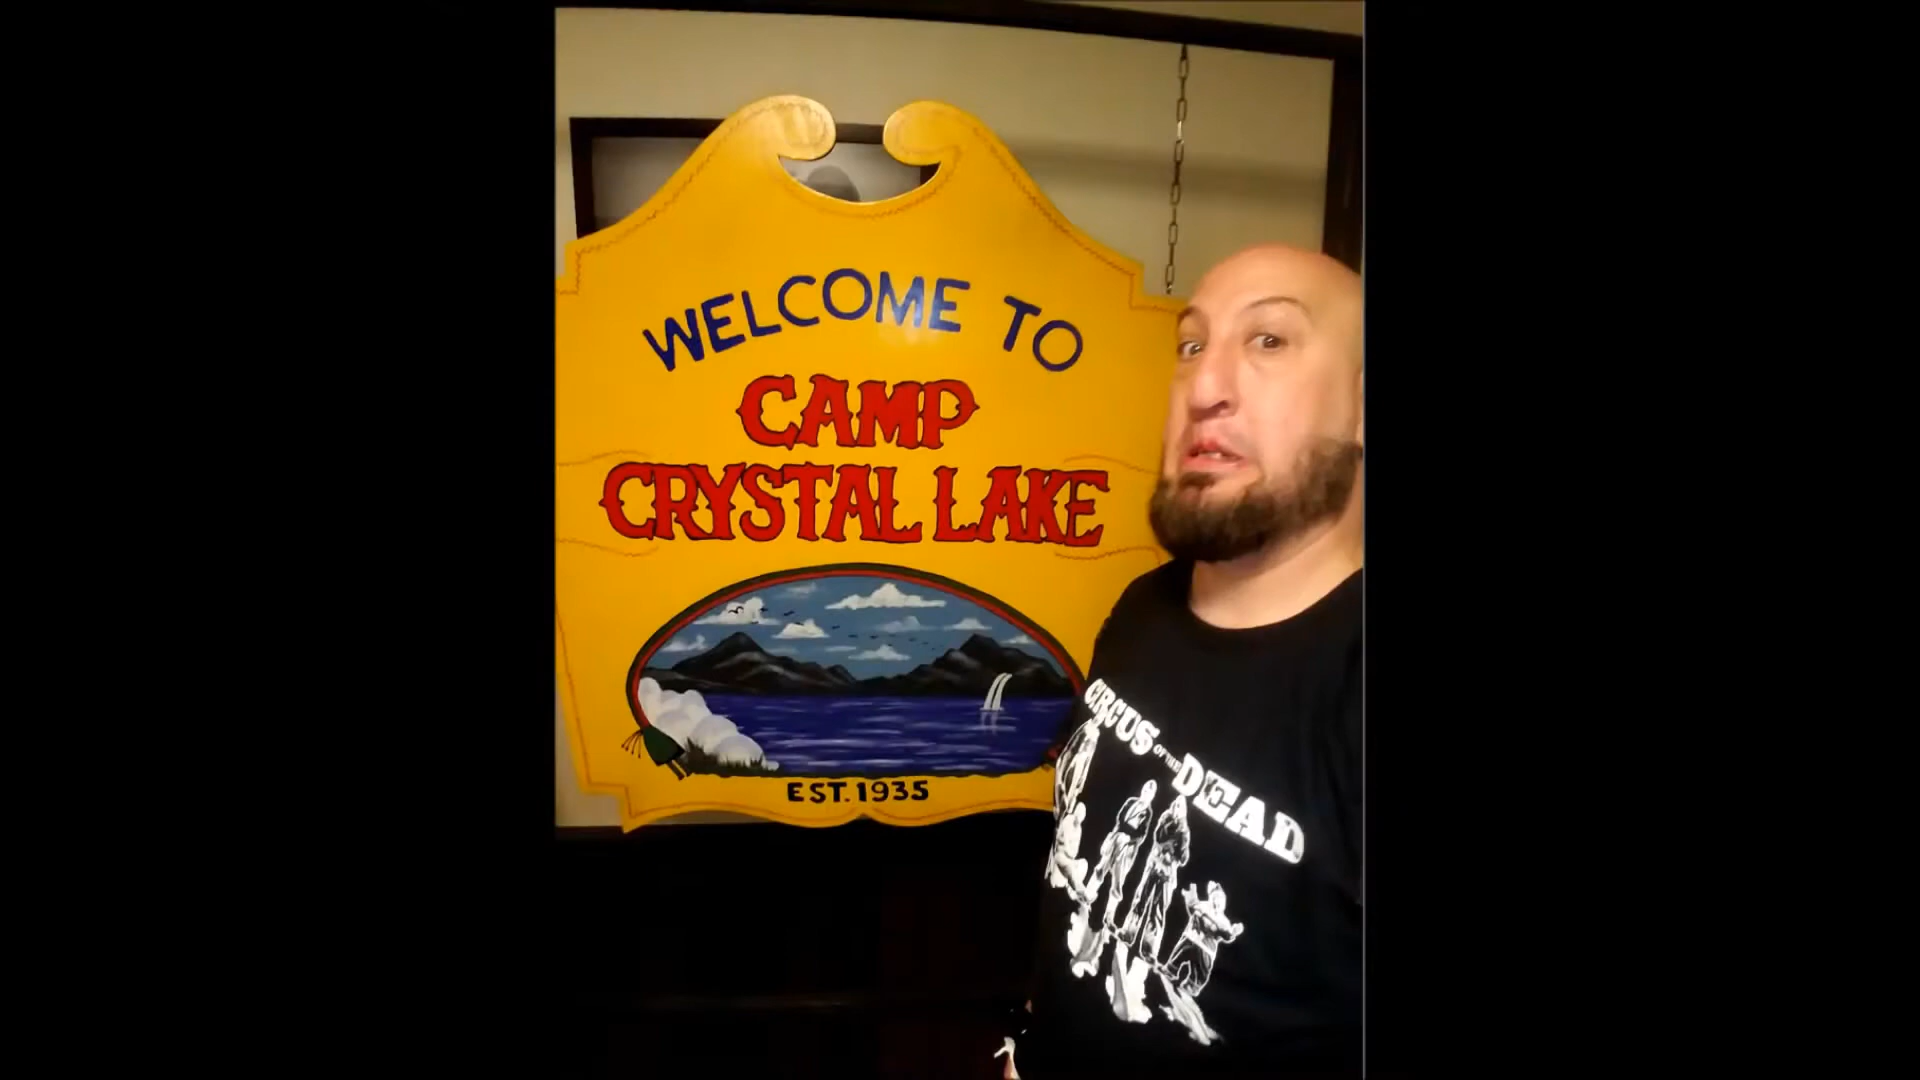 WELCOME TO
CAMP
CRYSTAL LAKE
EST. 1935
CIRCUS OF THE DEAD